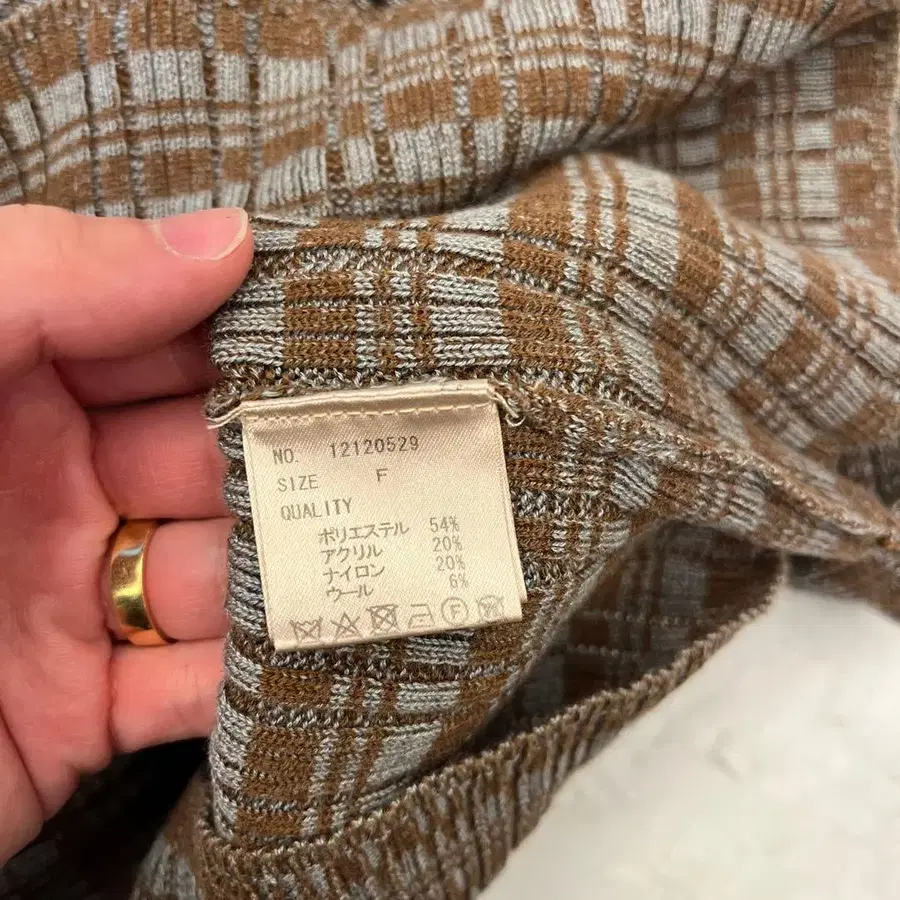 NO. 12120529
SIZE F
QUALITY
ポリエステル 54%
アクリル 20%
ナイロン 20%
ウール 6%
F